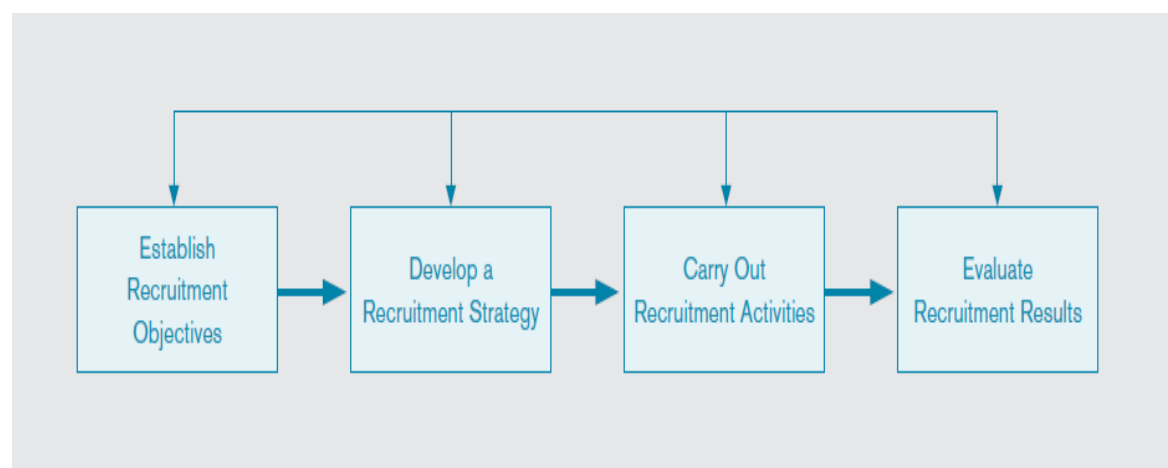 Establish
Recruitment
Objectives
Develop a
Recruitment Strategy
Carry Out
Recruitment Activities
Evaluate
Recruitment Results